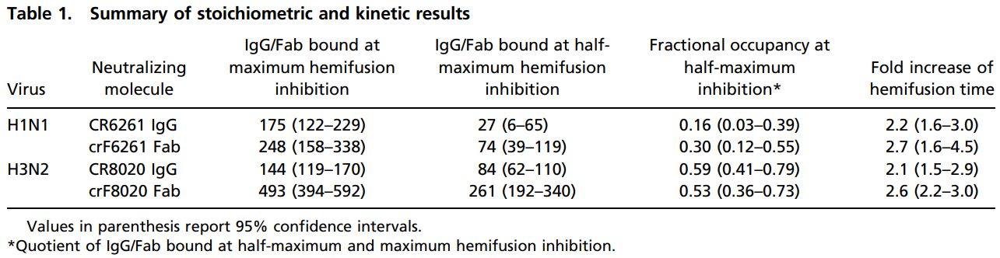 Table 1. Summary of stoichiometric and kinetic results
IgG/Fab bound at IgG/Fab bound at half- Fractional occupancy at
Neutralizing maximum hemifusion maximum hemifusion half-maximum Fold increase of
Virus molecule inhibition inhibition inhibition* hemifusion time
H1N1 CR6261 IgG 175 (122–229) 27 (6–65) 0.16 (0.03–0.39) 2.2 (1.6–3.0)
crF6261 Fab 248 (158–338) 74 (39–119) 0.30 (0.12–0.55) 2.7 (1.6–4.5)
H3N2 CR8020 IgG 144 (119–170) 84 (62–110) 0.59 (0.41–0.79) 2.1 (1.5–2.9)
crF8020 Fab 493 (394–592) 261 (192–340) 0.53 (0.36–0.73) 2.6 (2.2–3.0)
Values in parenthesis report 95% confidence intervals.
*Quotient of IgG/Fab bound at half-maximum and maximum hemifusion inhibition.